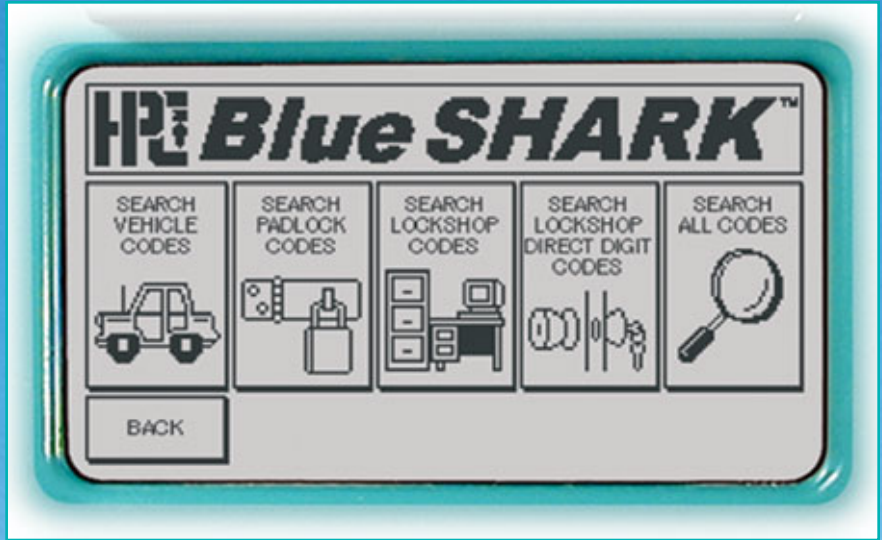 HPC Blue SHARK™
SEARCH
VEHICLE
CODES
SEARCH
PADLOCK
CODES
SEARCH
LOCKSHOP
CODES
SEARCH
LOCKSHOP
DIRECT DIGIT
CODES
SEARCH
ALL CODES
BACK